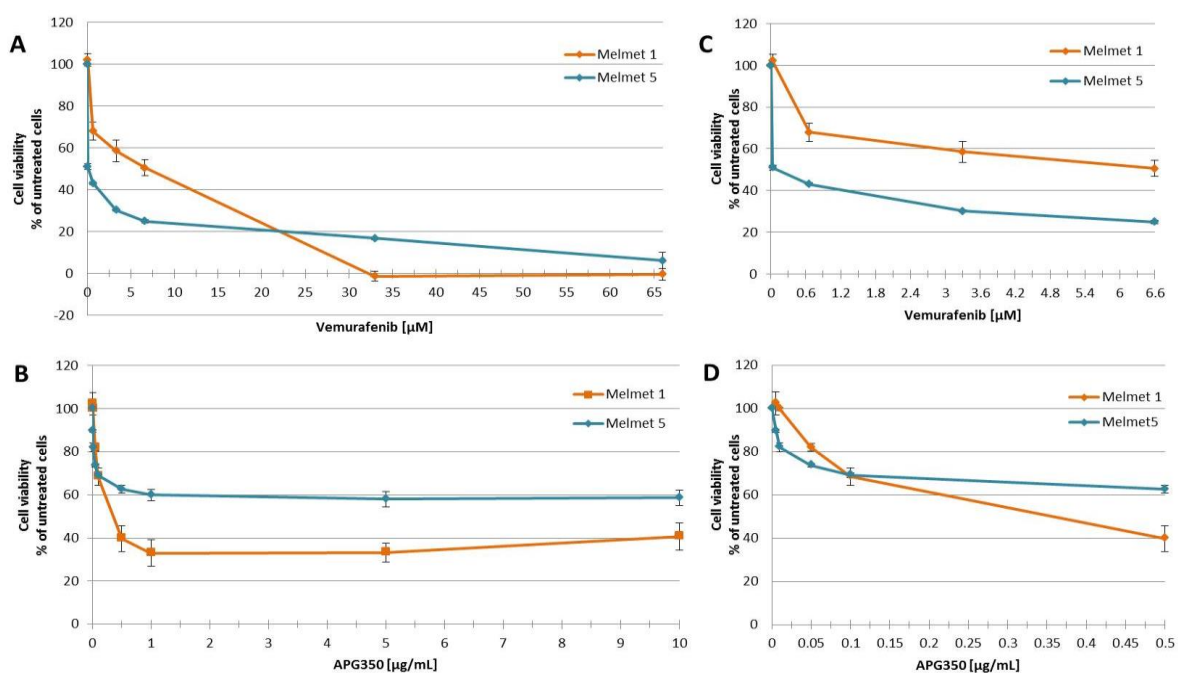 A
120
100
80
60
40
20
0
-20
Cell viability
% of untreated cells
Melmet 1
Melmet 5
0 5 10 15 20 25 30 35 40 45 50 55 60 65
Vemurafenib [µM]
C
120
100
80
60
40
20
0
Cell viability
% of untreated cells
Melmet 1
Melmet 5
0 0.6 1.2 1.8 2.4 3 3.6 4.2 4.8 5.4 6 6.6
Vemurafenib [µM]
B
120
100
80
60
40
20
0
Cell viability
% of untreated cells
Melmet 1
Melmet 5
0 1 2 3 4 5 6 7 8 9 10
APG350 [µg/mL]
D
120
100
80
60
40
20
0
Cell viability
% of untreated cells
Melmet 1
Melmet5
0 0.05 0.1 0.15 0.2 0.25 0.3 0.35 0.4 0.45 0.5
APG350 [µg/mL]